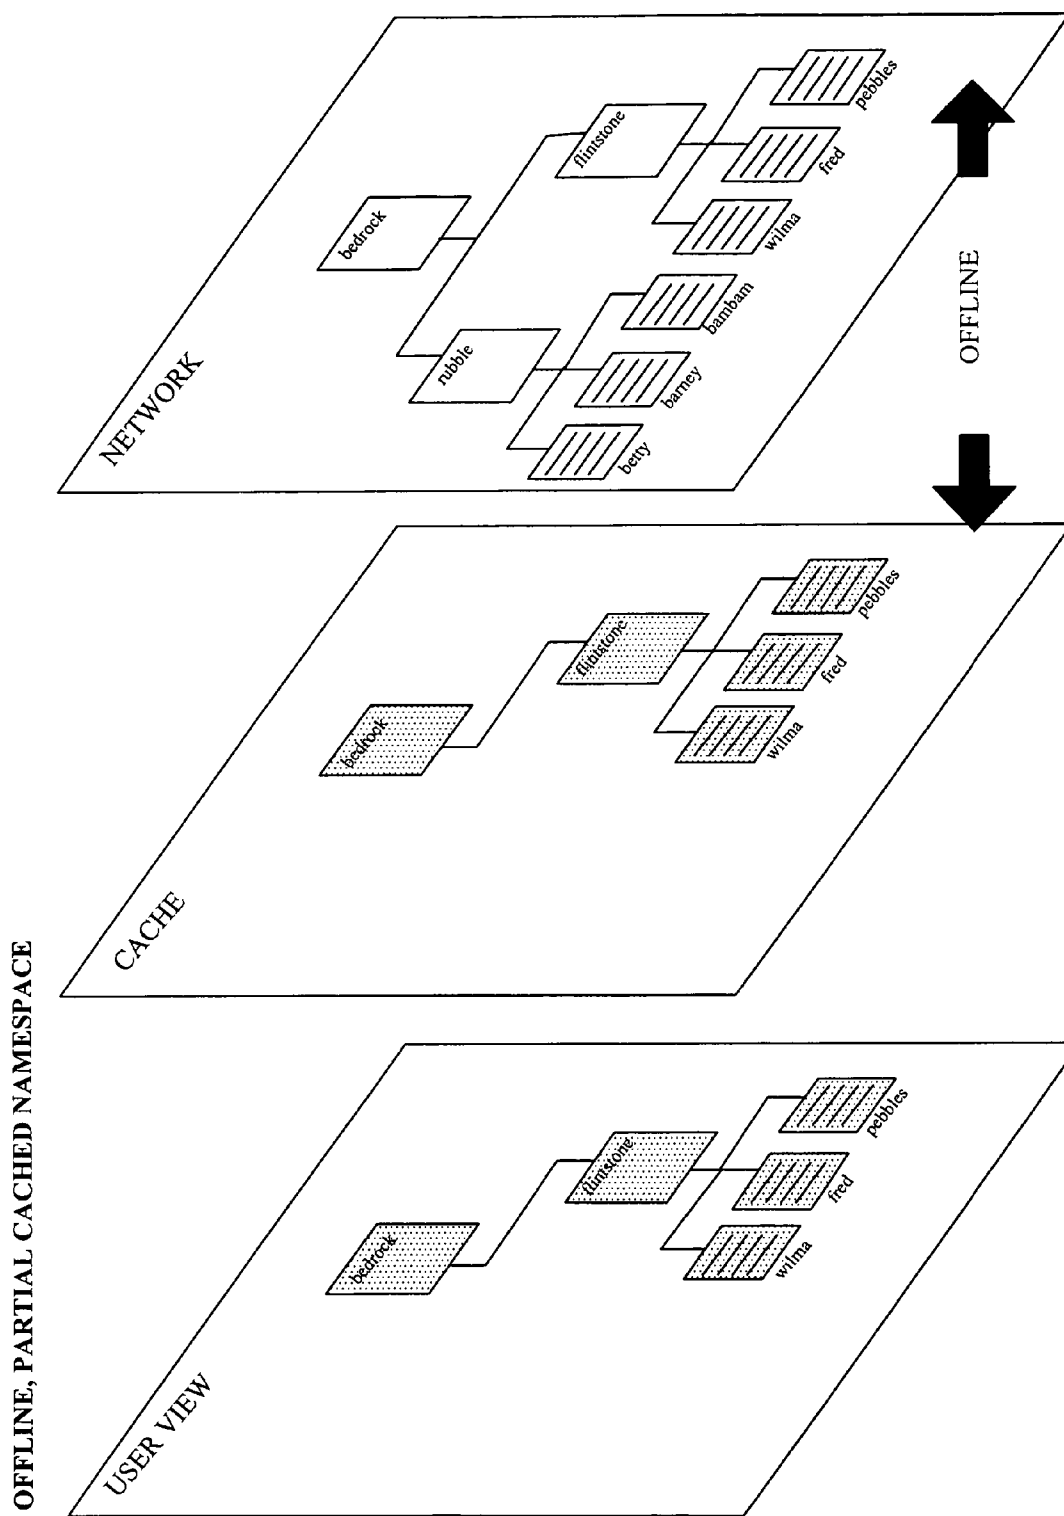 OFFLINE, PARTIAL CACHED NAMESPACE
USER VIEW
bedrock
flintstone
wilma
fred
pebbles
CACHE
bedrock
flintstone
wilma
fred
pebbles
NETWORK
bedrock
rubble
flintstone
betty
barney
bambam
wilma
fred
pebbles
OFFLINE